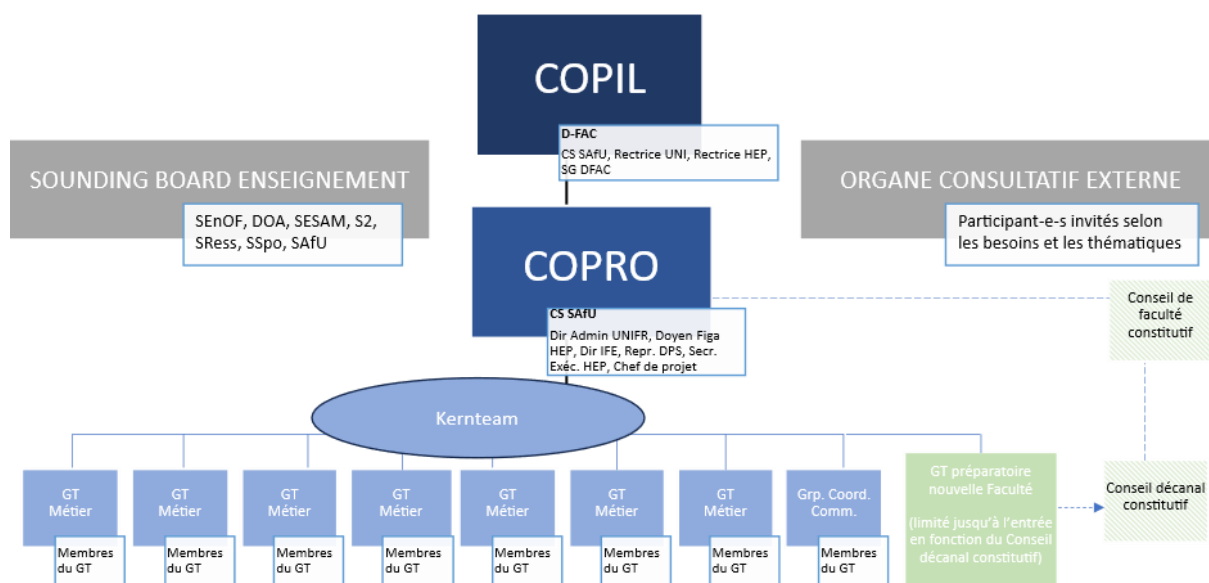 COPIL
D-FAC
CS SAfU, Rectrice UNI, Rectrice HEP,
SG DFAC
SOUNDING BOARD ENSEIGNEMENT
SEnOF, DOA, SESAM, S2,
SRess, SSpo, SAfU
ORGANE CONSULTATIF EXTERNE
Participant-e-s invités selon
les besoins et les thématiques
COPRO
CS SAfU
Dir Admin UNIFR, Doyen Figa
HEP, Dir IFE, Repr. DPS, Secr.
Exéc. HEP, Chef de projet
Conseil de
faculté
constitutif
Kernteam
GT
Métier
Membres
du GT
GT
Métier
Membres
du GT
GT
Métier
Membres
du GT
GT
Métier
Membres
du GT
GT
Métier
Membres
du GT
GT
Métier
Membres
du GT
GT
Métier
Membres
du GT
Grp. Coord.
Comm.
Membres
du GT
GT préparatoire
nouvelle Faculté
(limité jusqu'à l'entrée
en fonction du Conseil
décanal constitutif)
Conseil décanal
constitutif